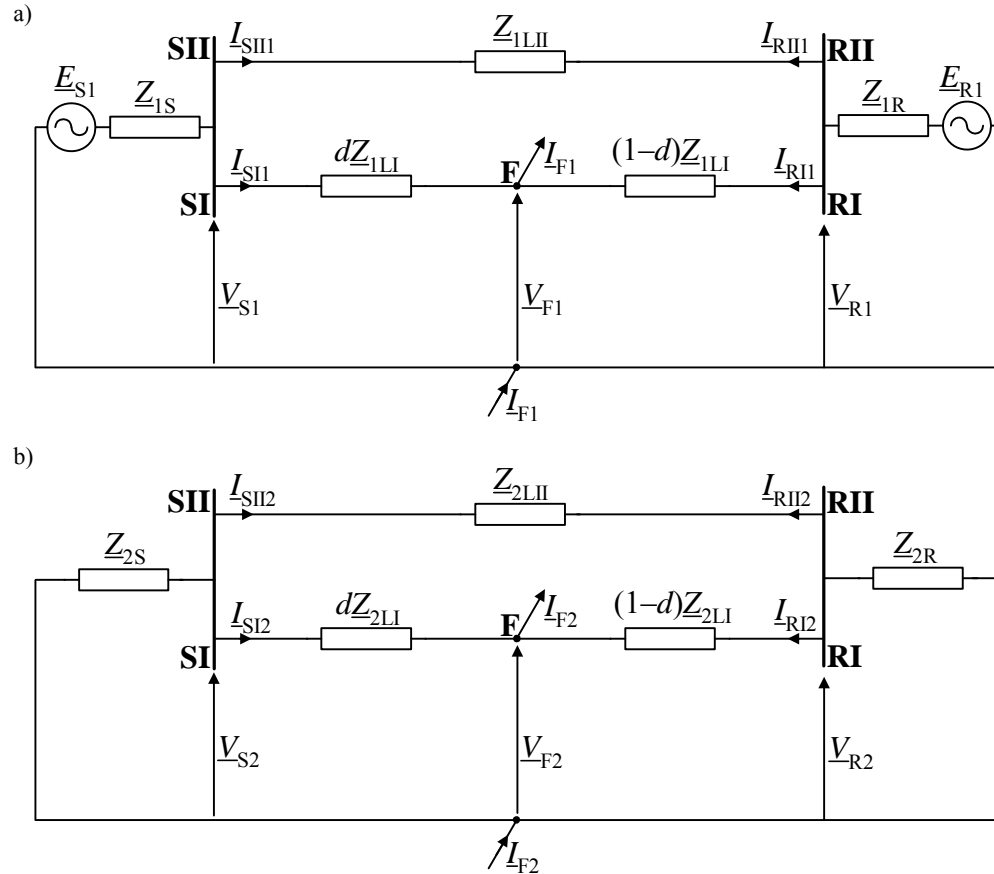 a)
I_SII1 Z_1LII I_RII1
SII RII
E_S1 Z_1S Z_1R E_R1
I_SI1 dZ_1LI F I_F1 (1–d)Z_1LI I_RI1
SI RI
V_S1 V_F1 V_R1
I_F1
b)
I_SII2 Z_2LII I_RII2
SII RII
Z_2S Z_2R
I_SI2 dZ_2LI F I_F2 (1–d)Z_2LI I_RI2
SI RI
V_S2 V_F2 V_R2
I_F2